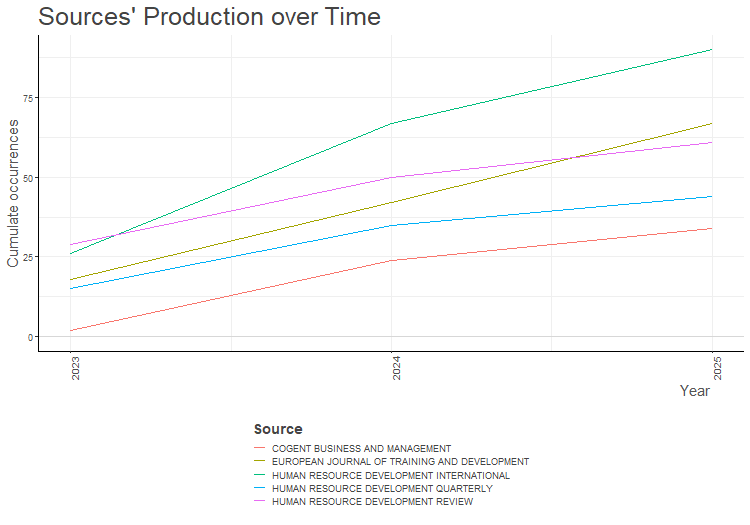 Sources' Production over Time
Cumulate occurrences
75
50
25
0
2023
2024
2025
Year
Source
COGENT BUSINESS AND MANAGEMENT
EUROPEAN JOURNAL OF TRAINING AND DEVELOPMENT
HUMAN RESOURCE DEVELOPMENT INTERNATIONAL
HUMAN RESOURCE DEVELOPMENT QUARTERLY
HUMAN RESOURCE DEVELOPMENT REVIEW